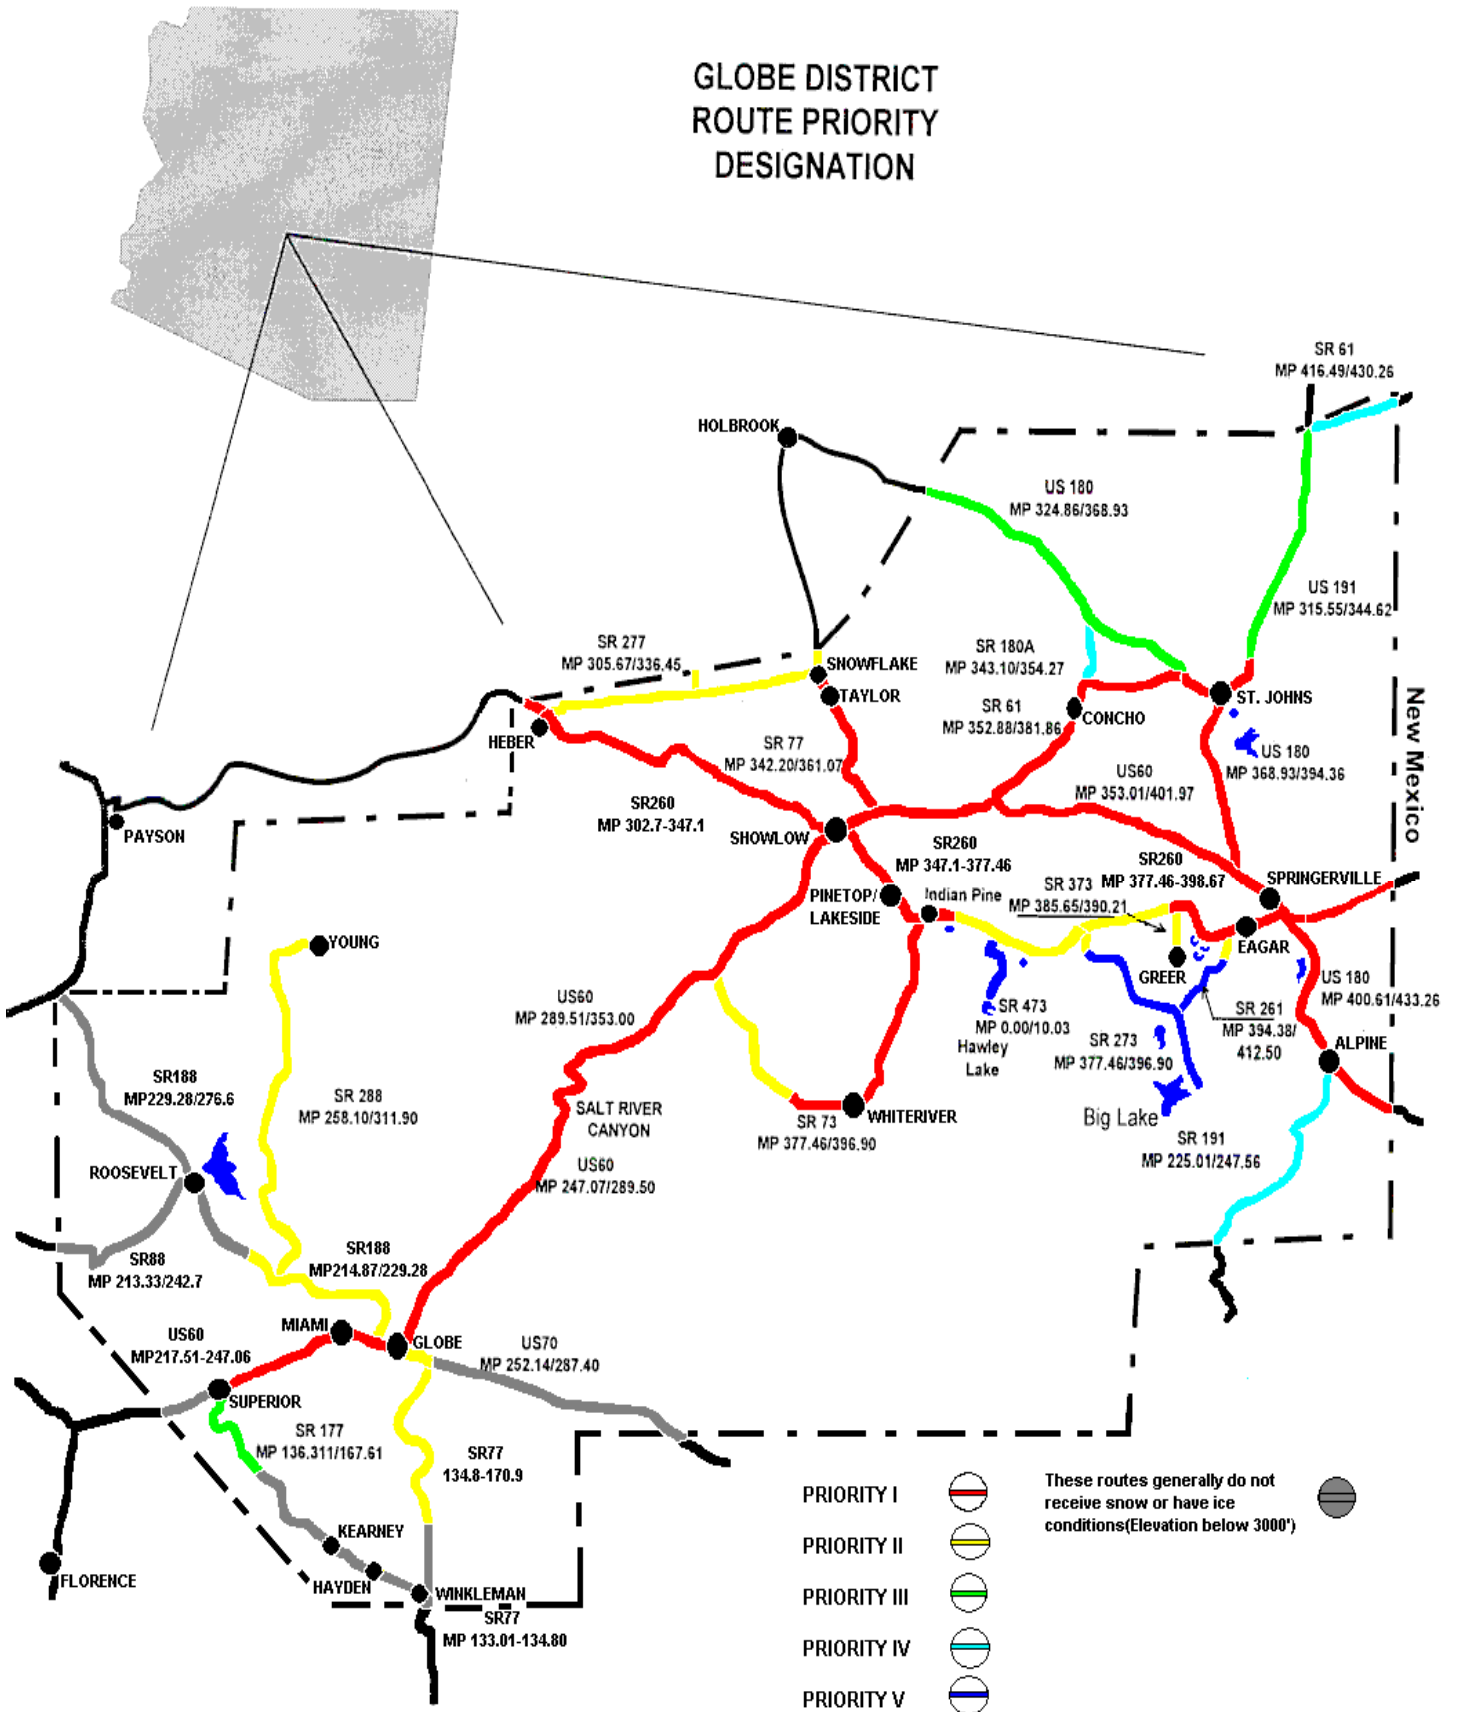 GLOBE DISTRICT
ROUTE PRIORITY
DESIGNATION
SR 61
MP 416.49/430.26
HOLBROOK
US 180
MP 324.86/368.93
US 191
MP 315.55/344.62
SR 277
MP 305.67/336.45
SNOWFLAKE
TAYLOR
SR 180A
MP 343.10/354.27
ST. JOHNS
New Mexico
SR 61
MP 352.88/381.86
CONCHO
HEBER
SR 77
MP 342.20/361.07
US 180
MP 368.93/394.36
US60
MP 353.01/401.97
SR260
MP 302.7-347.1
PAYSON
SHOWLOW
SR260
MP 347.1-377.46
SR260
MP 377.46-398.67
SPRINGERVILLE
PINETOP/
LAKESIDE
Indian Pine
SR 373
MP 385.65/390.21
YOUNG
EAGAR
GREER
US 180
MP 400.61/433.26
US60
MP 289.51/353.00
SR 473
MP 0.00/10.03
Hawley
Lake
SR 261
MP 394.38/
412.50
SR 273
MP 377.46/396.90
ALPINE
SR188
MP229.28/276.6
SR 288
MP 258.10/311.90
SALT RIVER
CANYON
WHITERIVER
Big Lake
SR 73
MP 377.46/396.90
SR 191
MP 225.01/247.56
ROOSEVELT
US60
MP 247.07/289.50
SR88
MP 213.33/242.7
SR188
MP214.87/229.28
MIAMI
GLOBE
US60
MP217.51-247.06
US70
MP 252.14/287.40
SUPERIOR
SR 177
MP 136.311/167.61
SR77
134.8-170.9
KEARNEY
HAYDEN
WINKLEMAN
FLORENCE
SR77
MP 133.01-134.80
PRIORITY I
PRIORITY II
PRIORITY III
PRIORITY IV
PRIORITY V
These routes generally do not
receive snow or have ice
conditions(Elevation below 3000')